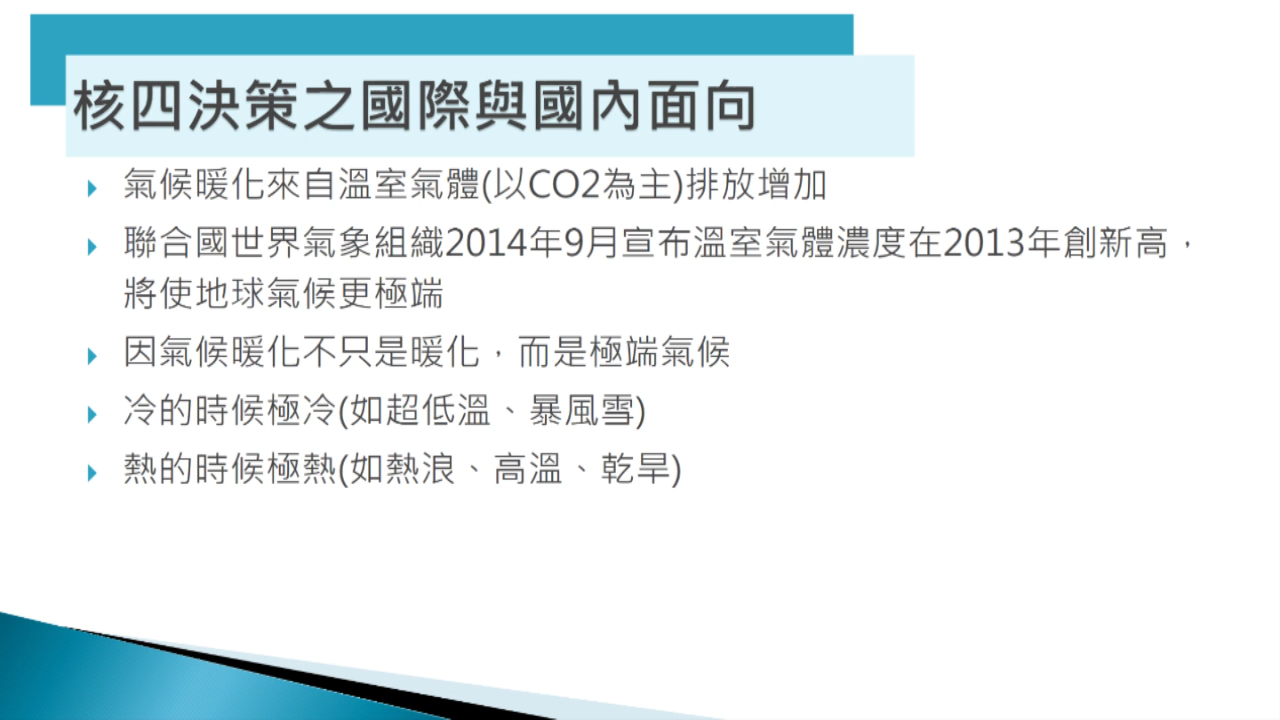 核四決策之國際與國內面向
氣候暖化來自溫室氣體(以CO2為主)排放增加
聯合國世界氣象組織2014年9月宣布溫室氣體濃度在2013年創新高，
將使地球氣候更極端
因氣候暖化不只是暖化，而是極端氣候
冷的時候極冷(如超低溫、暴風雪)
熱的時候極熱(如熱浪、高溫、乾旱)